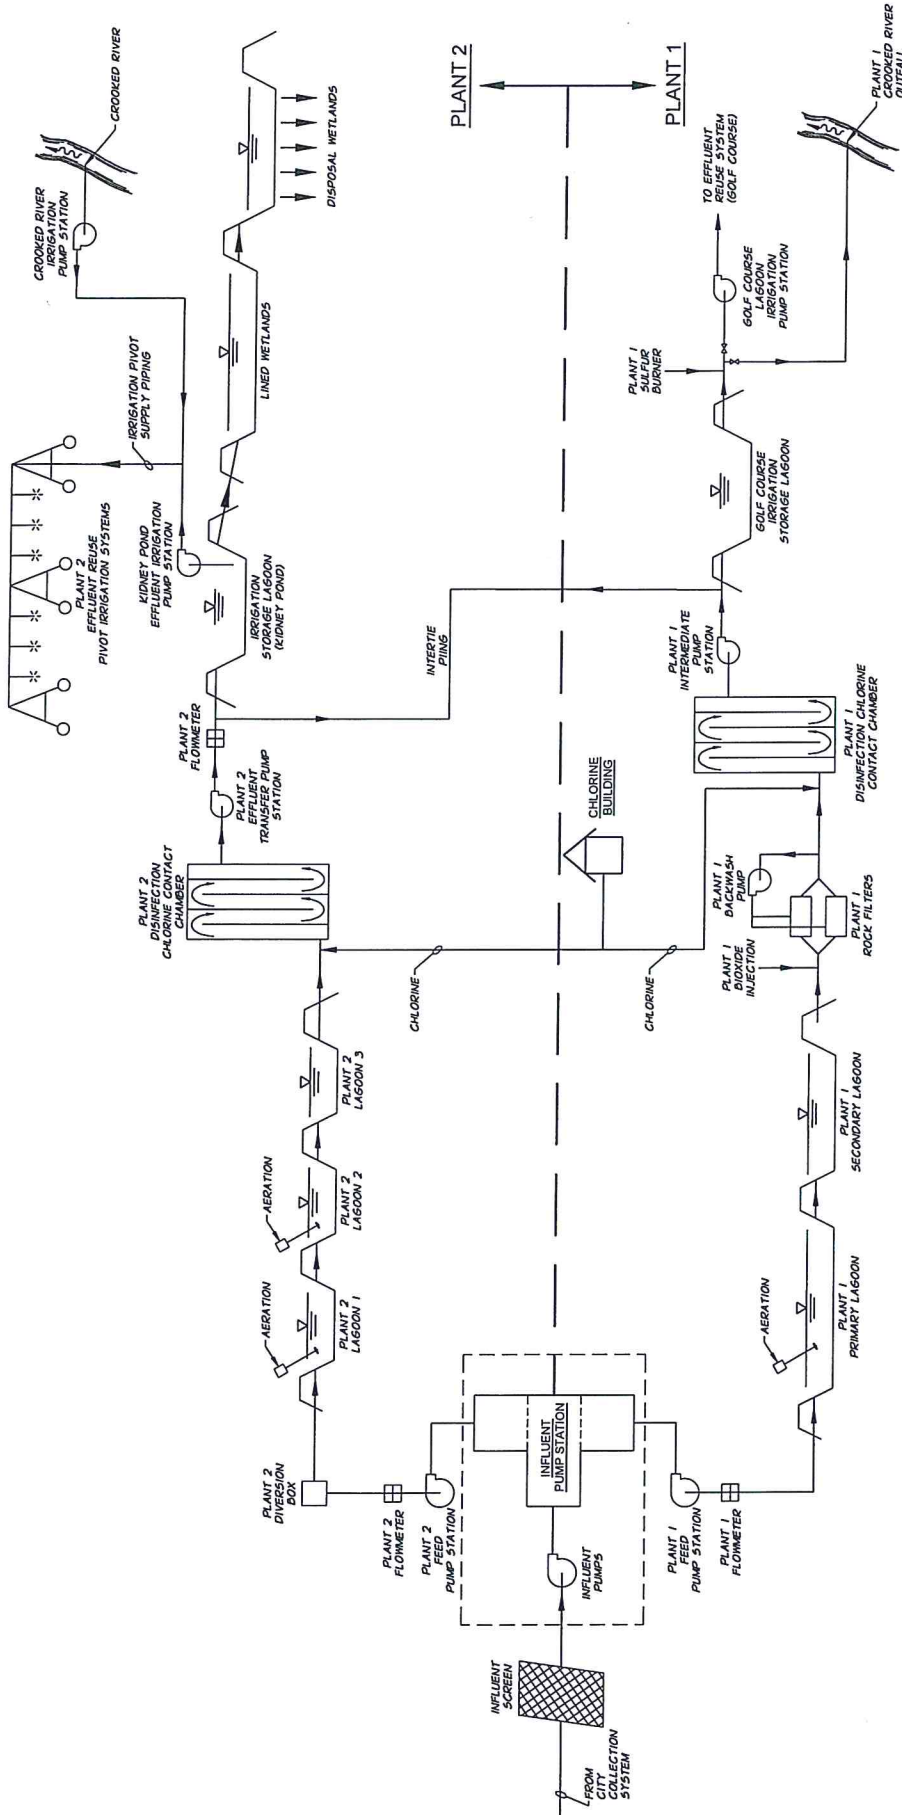 FROM
CITY
COLLECTION
SYSTEM
INFLUENT
SCREEN
INFLUENT
PUMPS
INFLUENT
PUMP STATION
PLANT 2
FEED
PUMP STATION
PLANT 2
FLOWMETER
PLANT 2
DIVERSION
BOX
AERATION
PLANT 2
LAGOON 1
AERATION
PLANT 2
LAGOON 2
PLANT 2
LAGOON 3
PLANT 2
DISINFECTION
CHLORINE CONTACT
CHAMBER
PLANT 2
EFFLUENT
TRANSFER PUMP
STATION
PLANT 2
FLOWMETER
IRRIGATION
STORAGE LAGOON
(KIDNEY POND)
KIDNEY POND
EFFLUENT IRRIGATION
PUMP STATION
PLANT 2
EFFLUENT REUSE
PIVOT IRRIGATION SYSTEMS
IRRIGATION PIVOT
SUPPLY PIPING
CROOKED RIVER
IRRIGATION
PUMP STATION
CROOKED RIVER
LINED WETLANDS
DISPOSAL WETLANDS
PLANT 2
PLANT 1
INTERTIE
PIING
CHLORINE
BUILDING
CHLORINE
CHLORINE
PLANT 1
FEED
PUMP STATION
PLANT 1
FLOWMETER
AERATION
PLANT 1
PRIMARY LAGOON
PLANT 1
SECONDARY LAGOON
PLANT 1
BIOXIDE
INJECTION
PLANT 1
BACKWASH
PUMP
PLANT 1
ROCK FILTERS
PLANT 1
DISINFECTION CHLORINE
CONTACT CHAMBER
PLANT 1
INTERMEDIATE
PUMP
STATION
GOLF COURSE
IRRIGATION
STORAGE LAGOON
PLANT 1
SULFUR
BURNER
GOLF COURSE
LAGOON
IRRIGATION
PUMP STATION
TO EFFLUENT
REUSE SYSTEM
(GOLF COURSE)
PLANT 1
CROOKED RIVER
OUTFALL